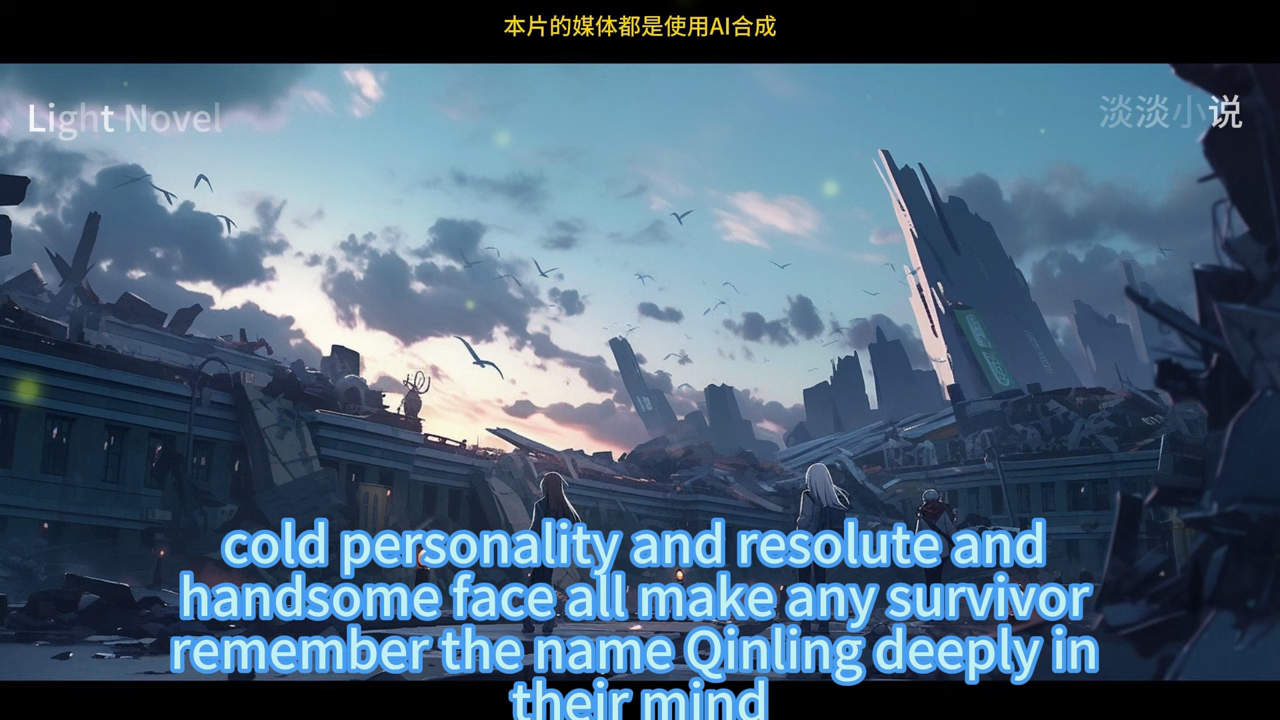 本片的媒体都是使用AI合成
Light Novel
淡淡小说
cold personality and resolute and
handsome face all make any survivor
remember the name Qinling deeply in
their mind